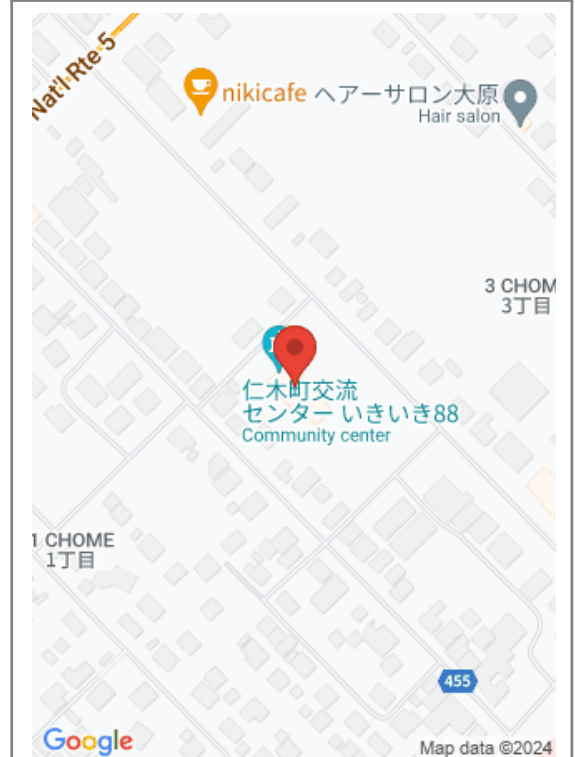 Nat'l Rte 5
nikicafe
ヘアーサロン大原
Hair salon
3 CHOM
3丁目
仁木町交流
センター いきいき88
Community center
1 CHOME
1丁目
455
Google
Map data ©2024